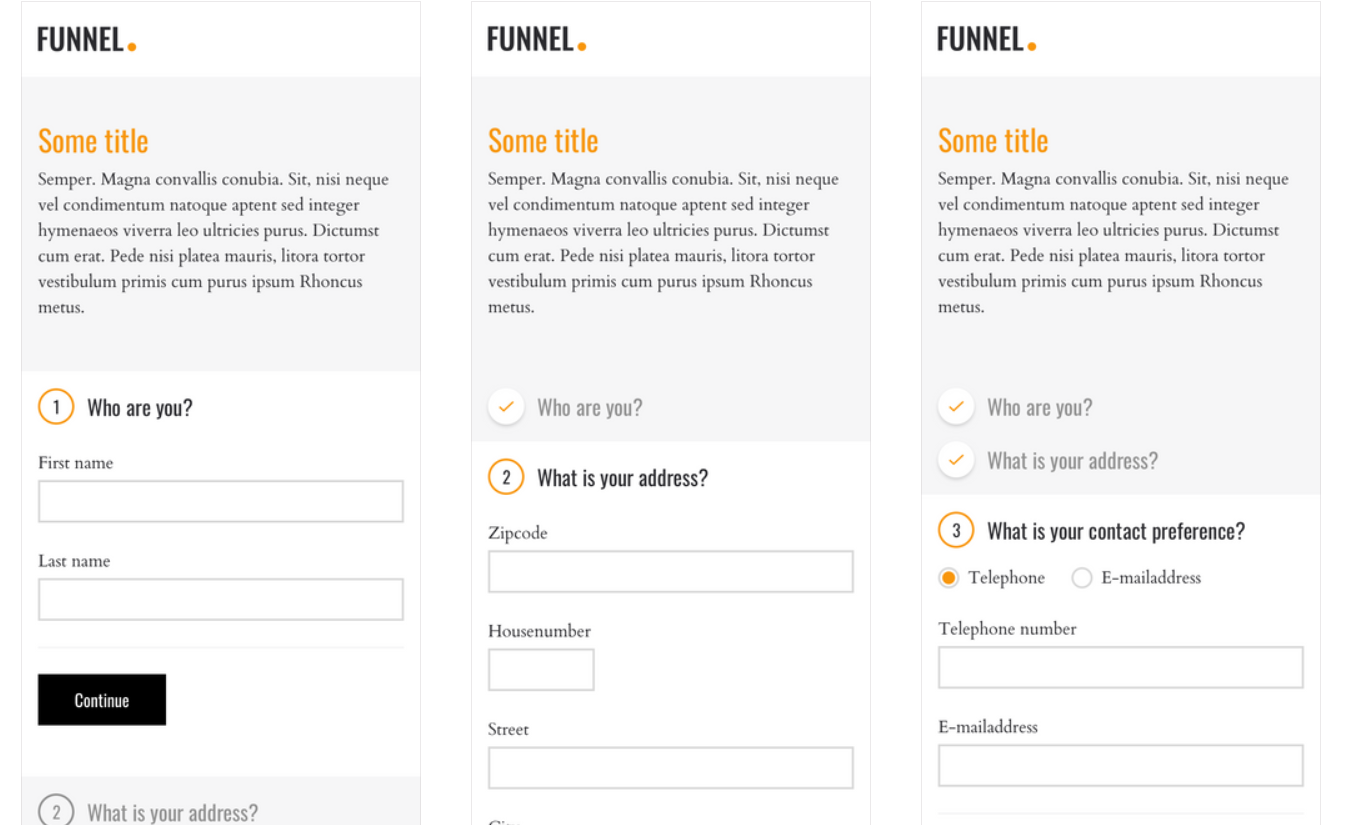 FUNNEL.
Some title
Semper. Magna convallis conubia. Sit, nisi neque
vel condimentum natoque aptent sed integer
hymenaeos viverra leo ultricies purus. Dictumst
cum erat. Pede nisi platea mauris, litora tortor
vestibulum primis cum purus ipsum Rhoncus
metus.
1 Who are you?
First name
Last name
Continue
2 What is your address?
FUNNEL.
Some title
Semper. Magna convallis conubia. Sit, nisi neque
vel condimentum natoque aptent sed integer
hymenaeos viverra leo ultricies purus. Dictumst
cum erat. Pede nisi platea mauris, litora tortor
vestibulum primis cum purus ipsum Rhoncus
metus.
Who are you?
2 What is your address?
Zipcode
Housenumber
Street
FUNNEL.
Some title
Semper. Magna convallis conubia. Sit, nisi neque
vel condimentum natoque aptent sed integer
hymenaeos viverra leo ultricies purus. Dictumst
cum erat. Pede nisi platea mauris, litora tortor
vestibulum primis cum purus ipsum Rhoncus
metus.
Who are you?
What is your address?
3 What is your contact preference?
Telephone E-mailaddress
Telephone number
E-mailaddress